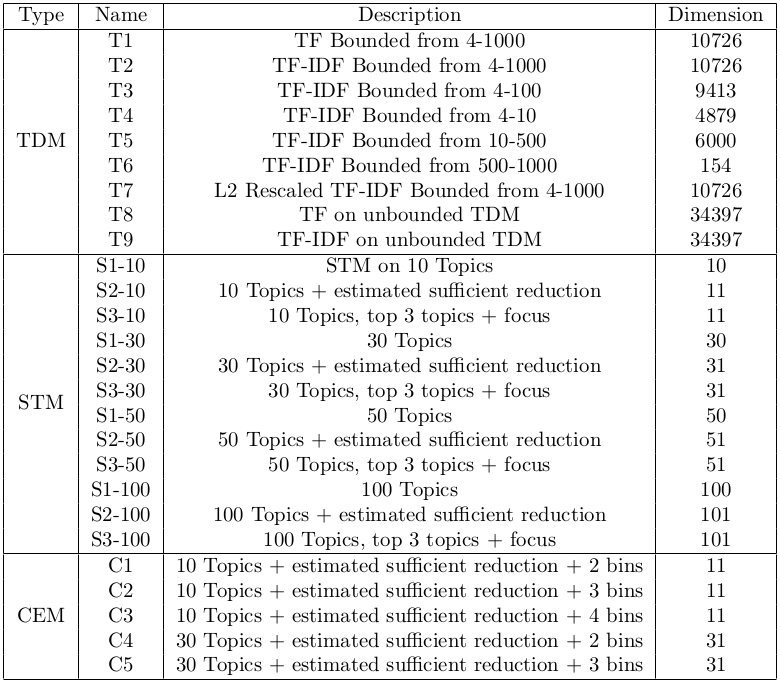 Type Name Description Dimension
T1 TF Bounded from 4-1000 10726
T2 TF-IDF Bounded from 4-1000 10726
T3 TF-IDF Bounded from 4-100 9413
T4 TF-IDF Bounded from 4-10 4879
TDM T5 TF-IDF Bounded from 10-500 6000
T6 TF-IDF Bounded from 500-1000 154
T7 L2 Rescaled TF-IDF Bounded from 4-1000 10726
T8 TF on unbounded TDM 34397
T9 TF-IDF on unbounded TDM 34397
S1-10 STM on 10 Topics 10
S2-10 10 Topics + estimated sufficient reduction 11
S3-10 10 Topics, top 3 topics + focus 11
S1-30 30 Topics 30
S2-30 30 Topics + estimated sufficient reduction 31
S3-30 30 Topics, top 3 topics + focus 31
STM
S1-50 50 Topics 50
S2-50 50 Topics + estimated sufficient reduction 51
S3-50 50 Topics, top 3 topics + focus 51
S1-100 100 Topics 100
S2-100 100 Topics + estimated sufficient reduction 101
S3-100 100 Topics, top 3 topics + focus 101
C1 10 Topics + estimated sufficient reduction + 2 bins 11
C2 10 Topics + estimated sufficient reduction + 3 bins 11
CEM C3 10 Topics + estimated sufficient reduction + 4 bins 11
C4 30 Topics + estimated sufficient reduction + 2 bins 31
C5 30 Topics + estimated sufficient reduction + 3 bins 31